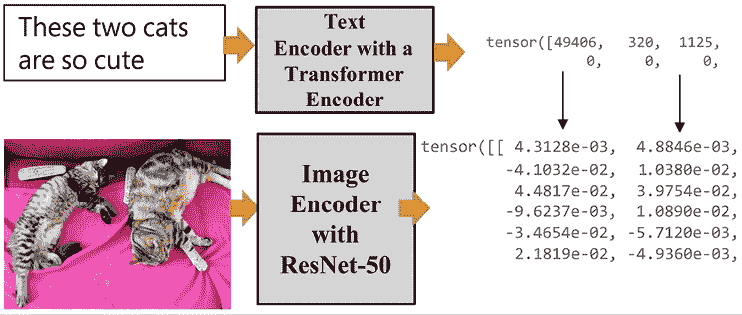 These two cats
are so cute
Text
Encoder with a
Transformer
Encoder
tensor([49406, 320, 1125,
0, 0, 0,
Image
Encoder
with
ResNet-50
tensor([[ 4.3128e-03, 4.8846e-03,
-4.1032e-02, 1.0380e-02,
4.4817e-02, 3.9754e-02,
-9.6237e-03, 1.0890e-02,
-3.4654e-02, -5.7120e-03,
2.1819e-02, -4.9360e-03,